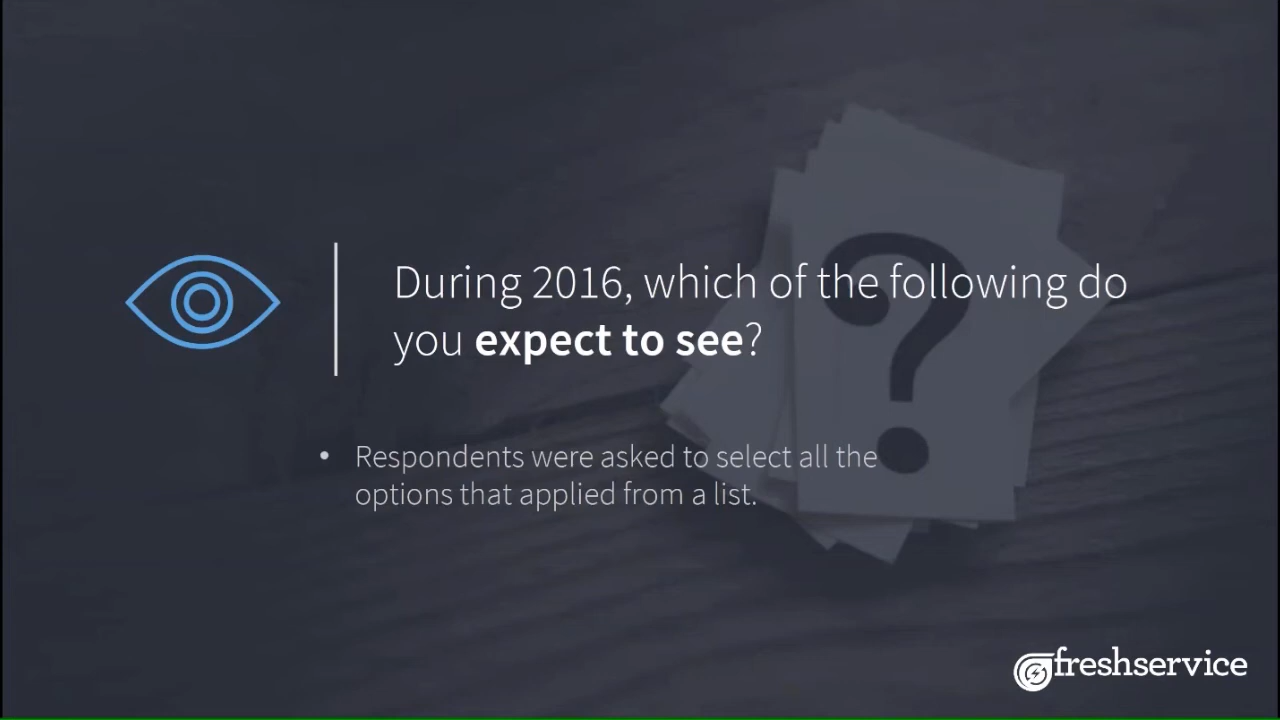 During 2016, which of the following do
you expect to see?
• Respondents were asked to select all the
options that applied from a list.
freshservice